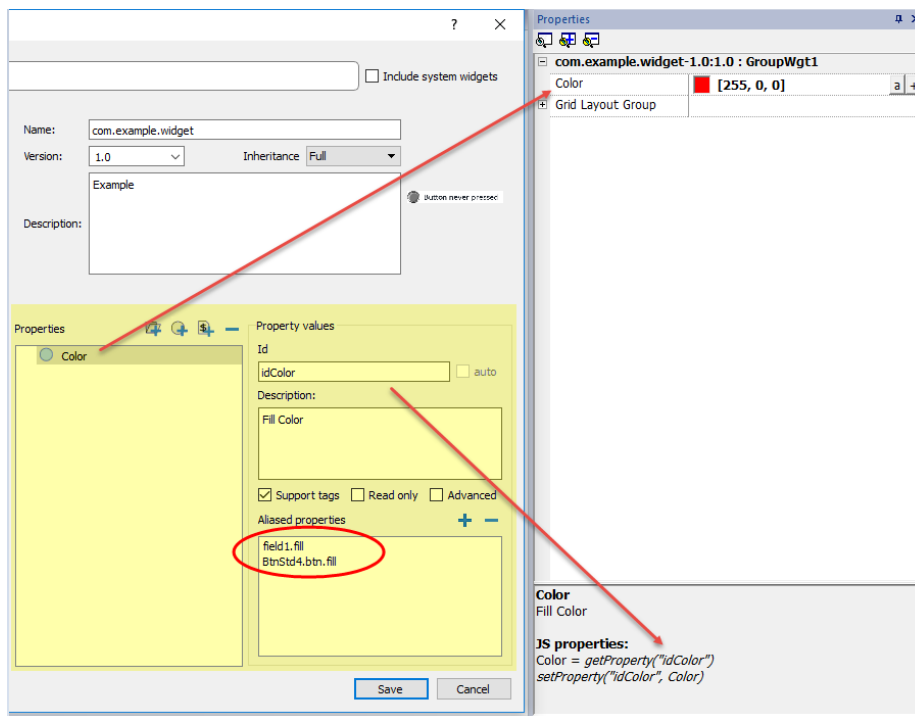 ?
Include system widgets
Name:
com.example.widget
Version:
1.0
Inheritance
Full
Description:
Example
Button never pressed
Properties
Color
Property values
Id
idColor
auto
Description:
Fill Color
Support tags
Read only
Advanced
Aliased properties
field1.fill
BtnStd4.btn.fill
Save
Cancel
Properties
com.example.widget-1.0:1.0 : GroupWgt1
Color
[255, 0, 0]
a
+
Grid Layout Group
Color
Fill Color
JS properties:
Color = getProperty("idColor")
setProperty("idColor", Color)